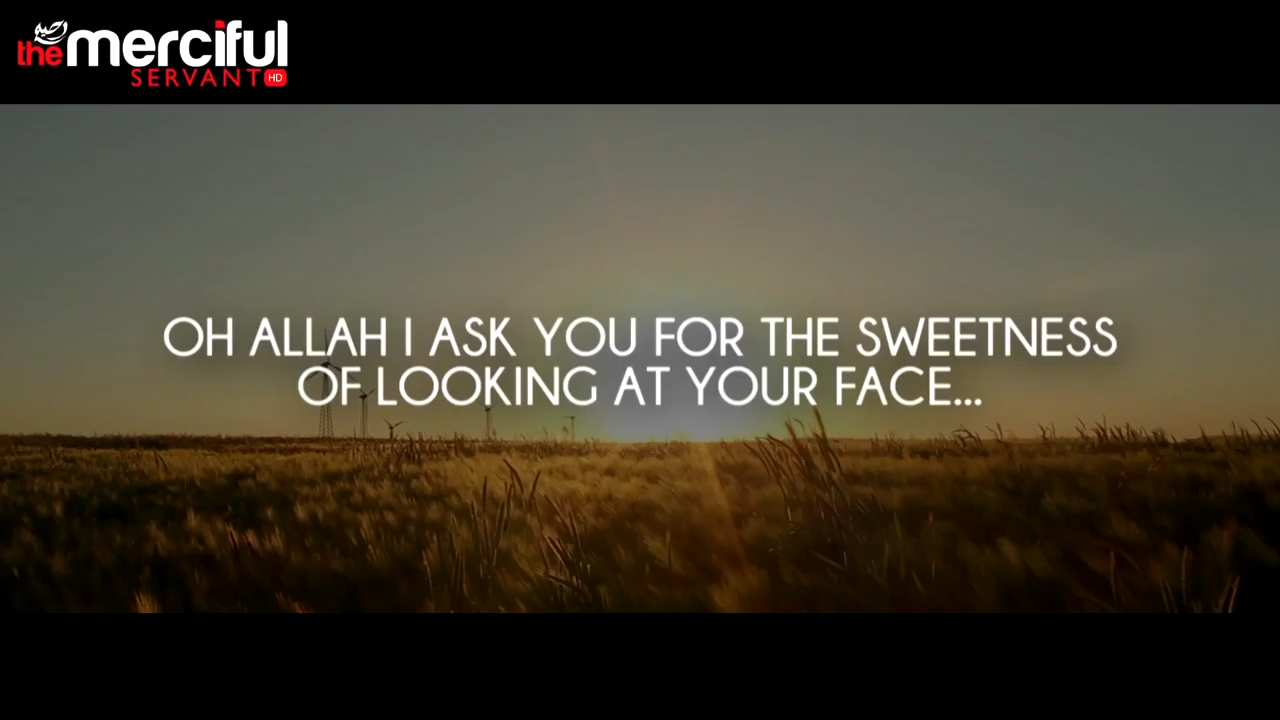 the merciful
SERVANT HD
OH ALLAH I ASK YOU FOR THE SWEETNESS
OF LOOKING AT YOUR FACE...